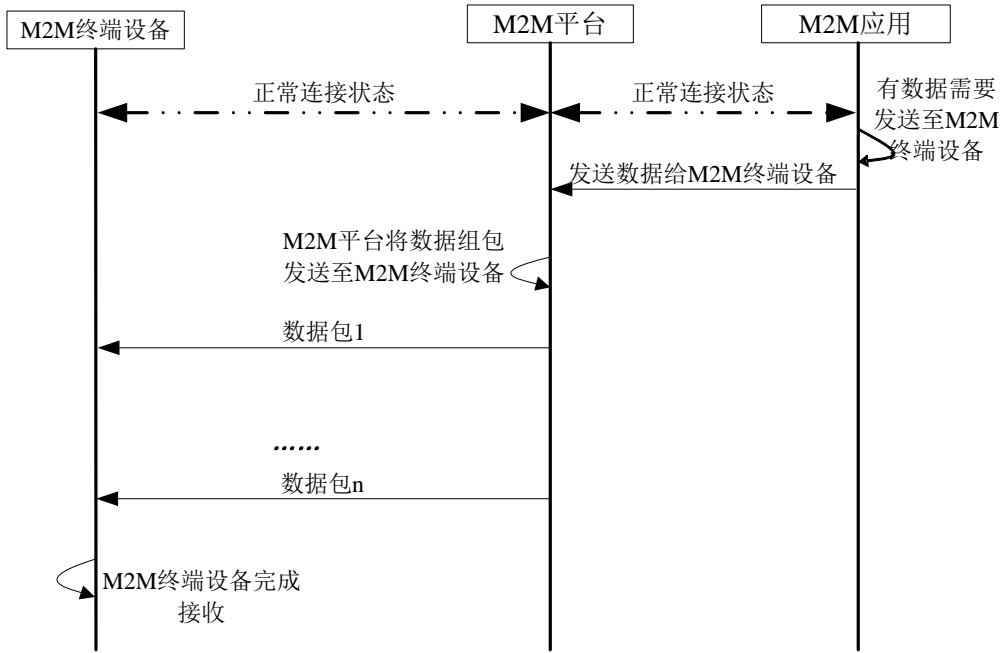 M2M终端设备
M2M平台
M2M应用
正常连接状态
正常连接状态
有数据需要
发送至M2M
终端设备
发送数据给M2M终端设备
M2M平台将数据组包
发送至M2M终端设备
数据包1
……
数据包n
M2M终端设备完成
接收